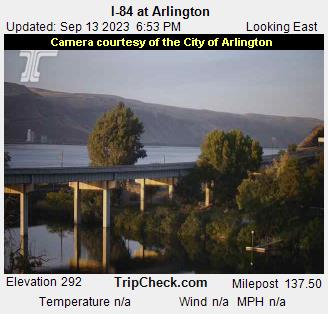 I-84 at Arlington
Updated: Sep 13 2023 6:53 PM Looking East
Camera courtesy of the City of Arlington
Elevation 292 TripCheck.com Milepost 137.50
Temperature n/a Wind n/a MPH n/a